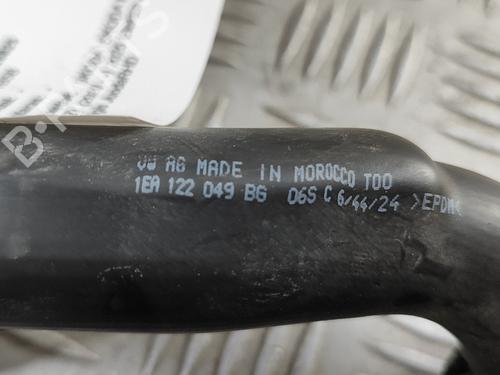 VW AG MADE IN MOROCCO TOO
1EA 122 049 BG 06S C 6/44/24 >EPDM<